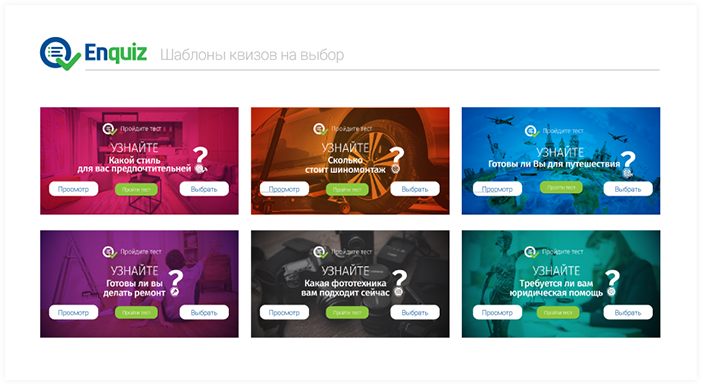 Enquiz Шаблоны квизов на выбор
Пройдите тест
УЗНАЙТЕ
Какой стиль
для вас предпочтительней ?
Просмотр Пройти тест Выбрать
Пройдите тест
УЗНАЙТЕ
Сколько
стоит шиномонтаж ?
Просмотр Пройти тест Выбрать
Пройдите тест
УЗНАЙТЕ
Готовы ли Вы для путешествия ?
Просмотр Пройти тест Выбрать
Пройдите тест
УЗНАЙТЕ
Готовы ли вы
делать ремонт ?
Просмотр Пройти тест Выбрать
Пройдите тест
УЗНАЙТЕ
Какая фототехника
вам подходит сейчас ?
Просмотр Пройти тест Выбрать
Пройдите тест
УЗНАЙТЕ
Требуется ли вам
юридическая помощь ?
Просмотр Пройти тест Выбрать